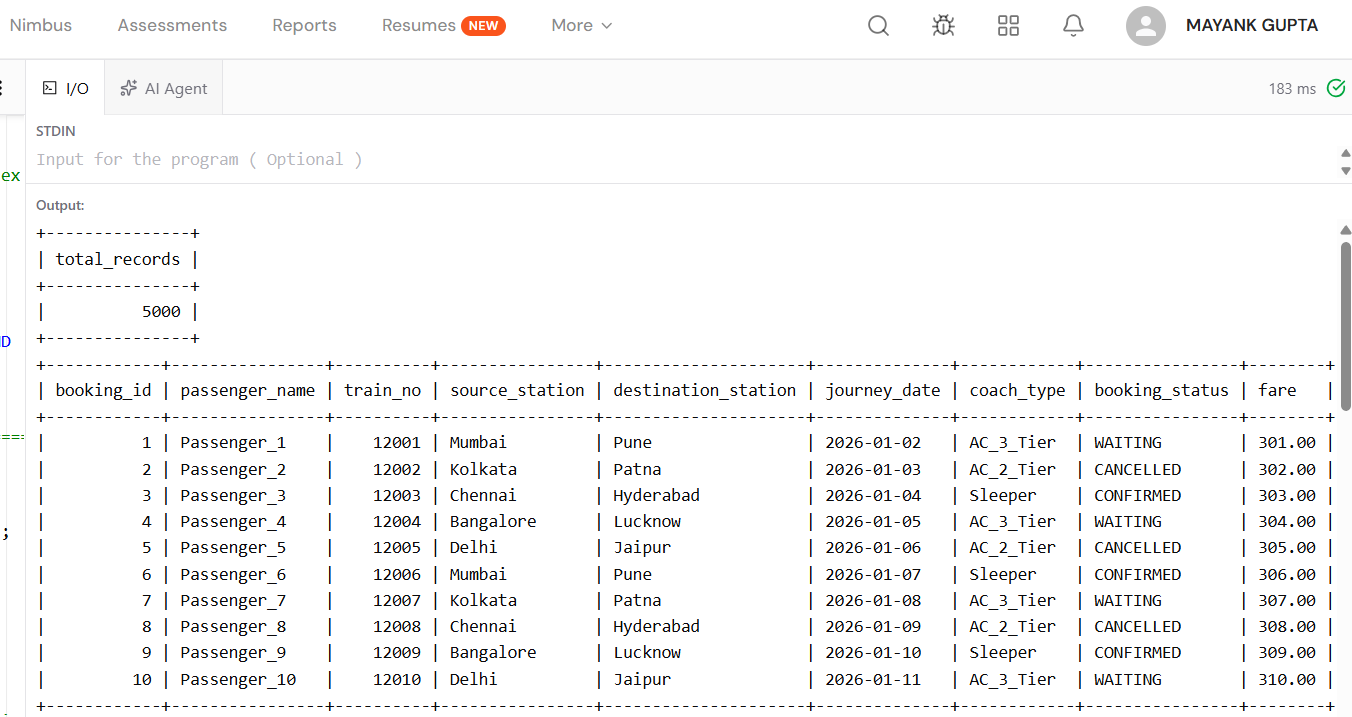 Nimbus Assessments Reports Resumes NEW More MAYANK GUPTA
I/O AI Agent 183 ms
STDIN
Input for the program ( Optional )
ex
Output:
+---------------+
| total_records |
+---------------+
| 5000 |
+---------------+
+------------+----------------+----------+----------------+---------------------+--------------+------------+----------------+--------+
| booking_id | passenger_name | train_no | source_station | destination_station | journey_date | coach_type | booking_status | fare |
+------------+----------------+----------+----------------+---------------------+--------------+------------+----------------+--------+
| 1 | Passenger_1 | 12001 | Mumbai | Pune | 2026-01-02 | AC_3_Tier | WAITING | 301.00 |
| 2 | Passenger_2 | 12002 | Kolkata | Patna | 2026-01-03 | AC_2_Tier | CANCELLED | 302.00 |
| 3 | Passenger_3 | 12003 | Chennai | Hyderabad | 2026-01-04 | Sleeper | CONFIRMED | 303.00 |
| 4 | Passenger_4 | 12004 | Bangalore | Lucknow | 2026-01-05 | AC_3_Tier | WAITING | 304.00 |
| 5 | Passenger_5 | 12005 | Delhi | Jaipur | 2026-01-06 | AC_2_Tier | CANCELLED | 305.00 |
| 6 | Passenger_6 | 12006 | Mumbai | Pune | 2026-01-07 | Sleeper | CONFIRMED | 306.00 |
| 7 | Passenger_7 | 12007 | Kolkata | Patna | 2026-01-08 | AC_3_Tier | WAITING | 307.00 |
| 8 | Passenger_8 | 12008 | Chennai | Hyderabad | 2026-01-09 | AC_2_Tier | CANCELLED | 308.00 |
| 9 | Passenger_9 | 12009 | Bangalore | Lucknow | 2026-01-10 | Sleeper | CONFIRMED | 309.00 |
| 10 | Passenger_10 | 12010 | Delhi | Jaipur | 2026-01-11 | AC_3_Tier | WAITING | 310.00 |
+------------+----------------+----------+----------------+---------------------+--------------+------------+----------------+--------+